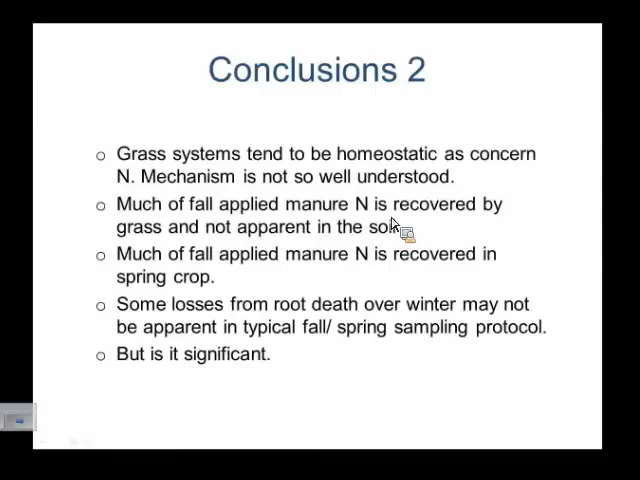 Conclusions 2
○ Grass systems tend to be homeostatic as concern
N. Mechanism is not so well understood.
○ Much of fall applied manure N is recovered by
grass and not apparent in the soil
○ Much of fall applied manure N is recovered in
spring crop.
○ Some losses from root death over winter may not
be apparent in typical fall/ spring sampling protocol.
○ But is it significant.